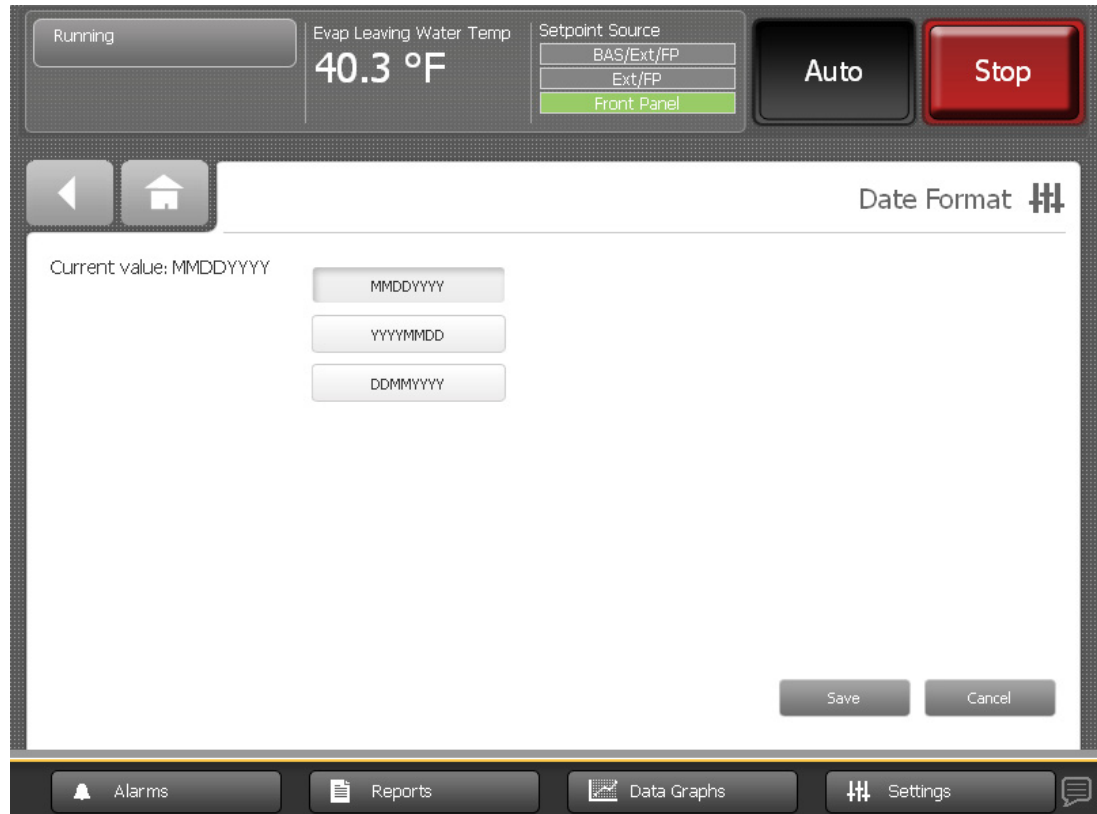 Running
Evap Leaving Water Temp
40.3 °F
Setpoint Source
BAS/Ext/FP
Ext/FP
Front Panel
Auto
Stop
Date Format
Current value: MMDDYYYY
MMDDYYYY
YYYYMMDD
DDMMYYYY
Save
Cancel
Alarms
Reports
Data Graphs
Settings